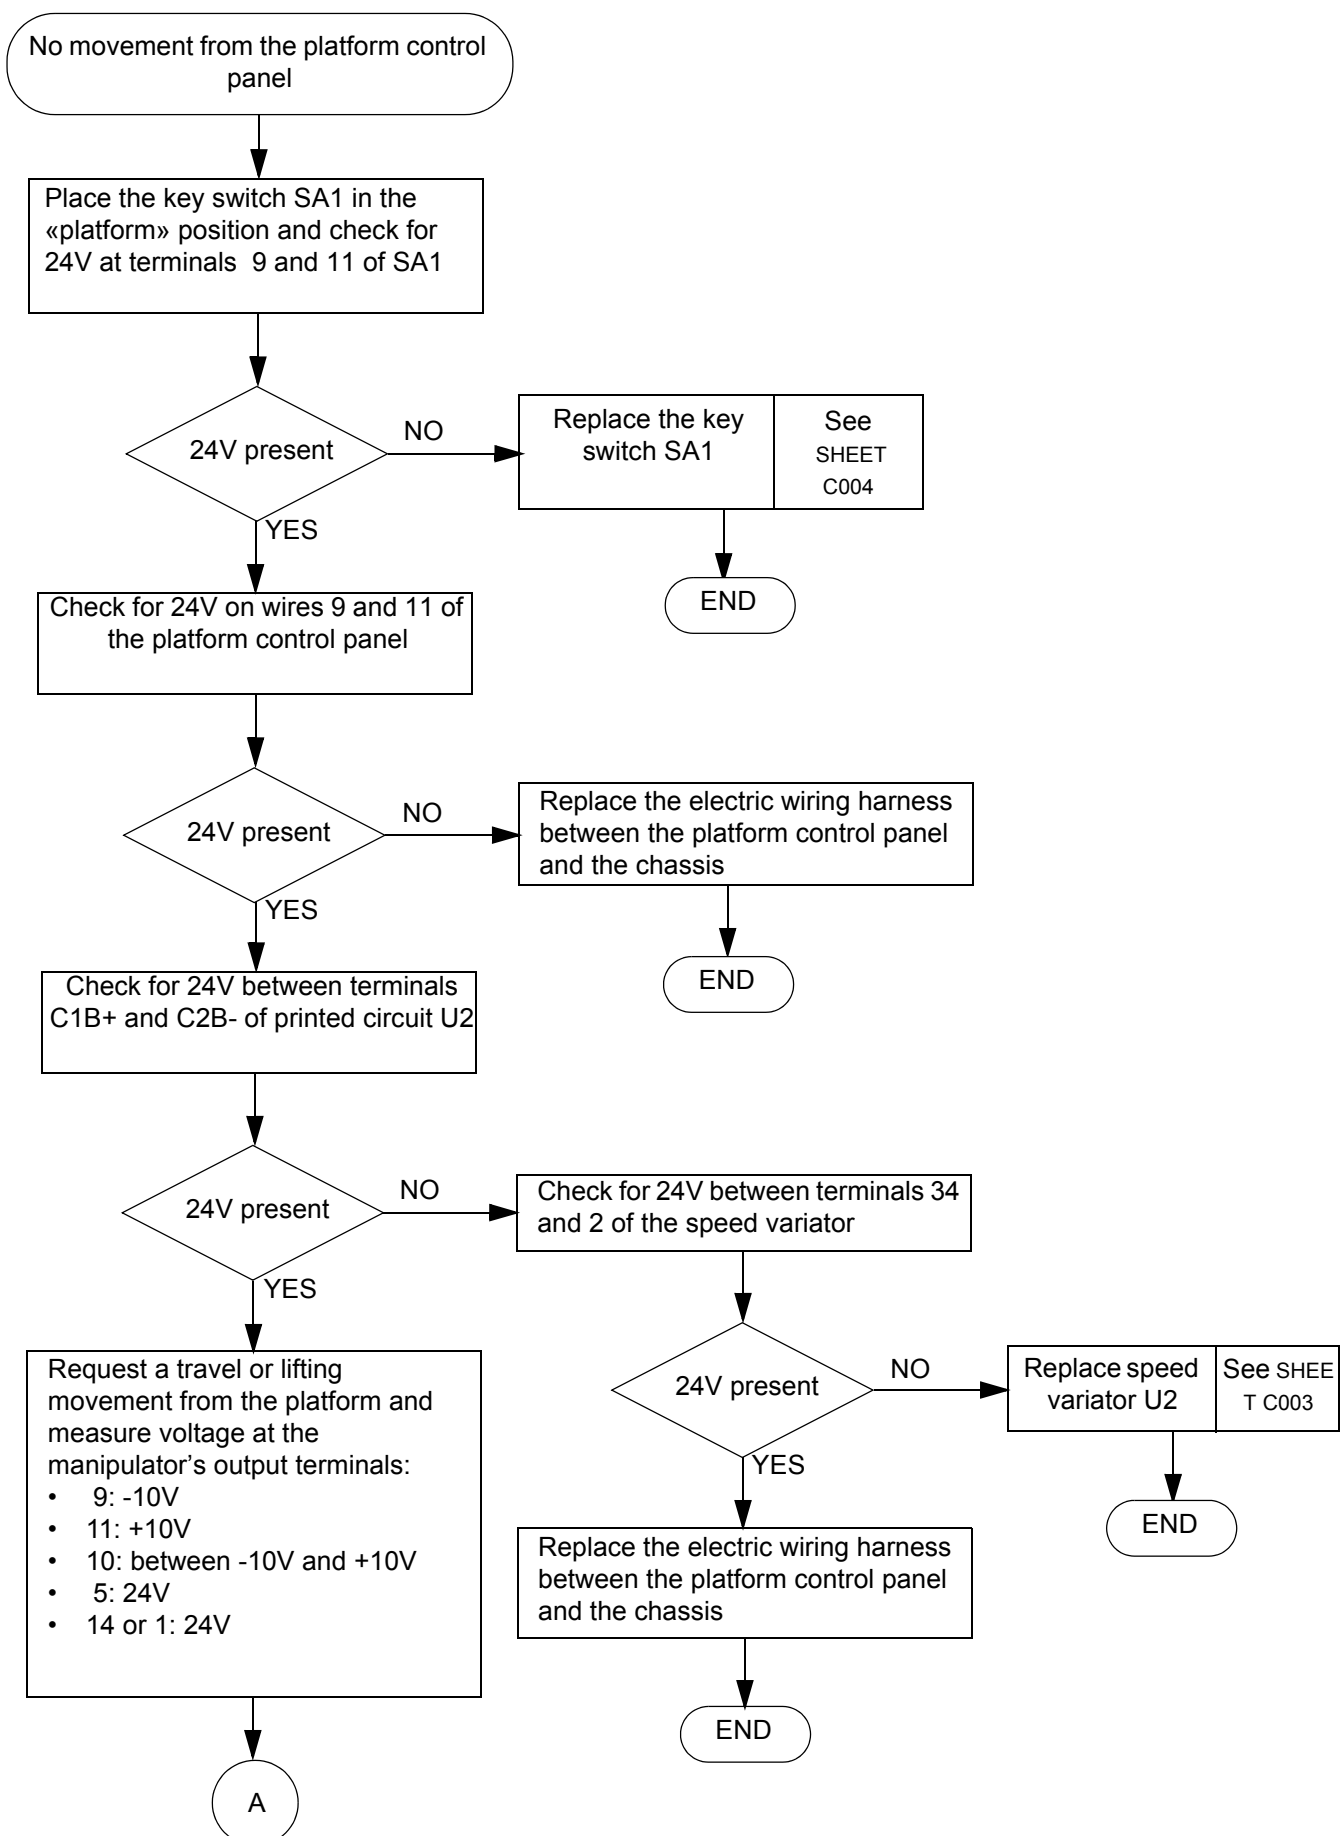 No movement from the platform control
panel
Place the key switch SA1 in the
«platform» position and check for
24V at terminals 9 and 11 of SA1
24V present
NO
Replace the key
switch SA1
See
SHEET
C004
YES
END
Check for 24V on wires 9 and 11 of
the platform control panel
24V present
NO
Replace the electric wiring harness
between the platform control panel
and the chassis
YES
END
Check for 24V between terminals
C1B+ and C2B- of printed circuit U2
24V present
NO
Check for 24V between terminals 34
and 2 of the speed variator
YES
24V present
NO
Replace speed
variator U2
See SHEE
T C003
YES
END
Request a travel or lifting
movement from the platform and
measure voltage at the
manipulator’s output terminals:
• 9: -10V
• 11: +10V
• 10: between -10V and +10V
• 5: 24V
• 14 or 1: 24V
Replace the electric wiring harness
between the platform control panel
and the chassis
END
A